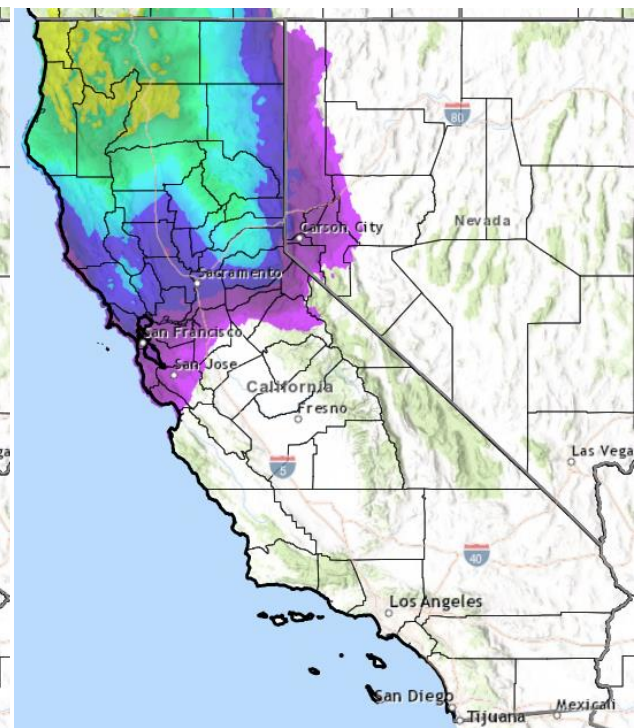 80
Nevada
Carson City
Sacramento
San Francisco
San Jose
California
Fresno
5
Las Vega
40
Los Angeles
San Diego
Tijuana
Mexicali